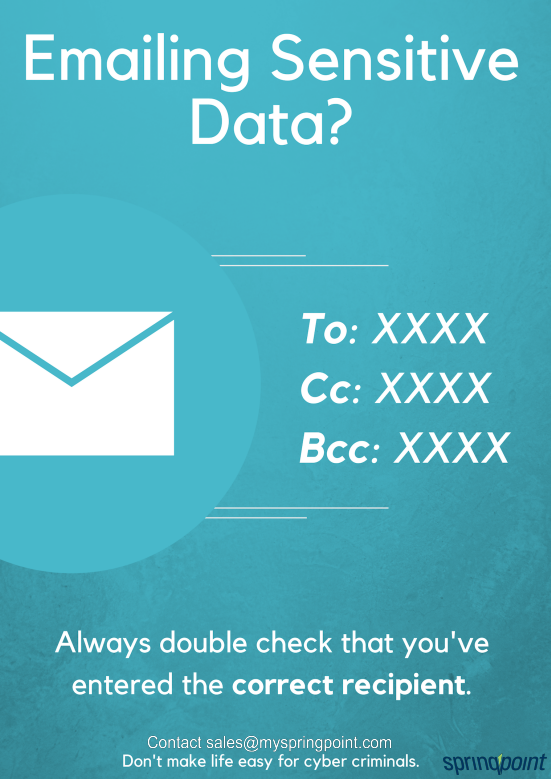 Emailing Sensitive
Data?
To: XXXX
Cc: XXXX
Bcc: XXXX
Always double check that you've
entered the correct recipient.
Contact sales@myspringpoint.com
Don't make life easy for cyber criminals.
springpoint